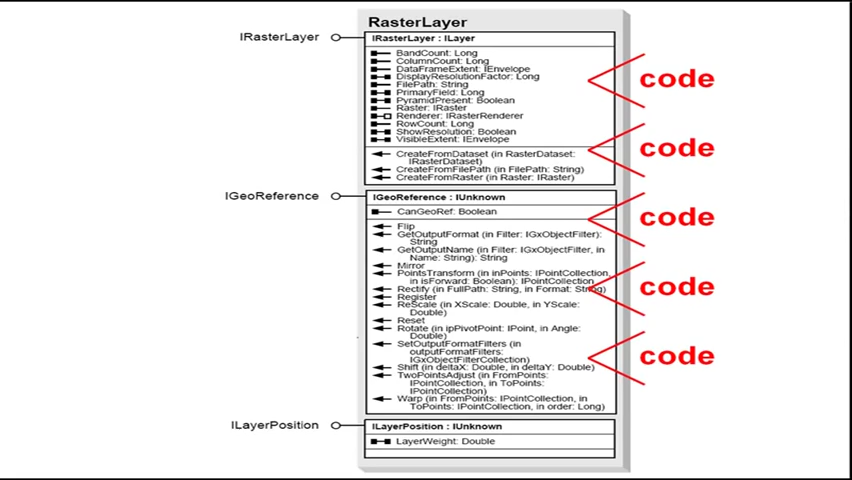 RasterLayer
IRasterLayer
IRasterLayer : ILayer
BandCount: Long
ColumnCount: Long
DataFrameExtent: IEnvelope
DisplayResolutionFactor: Long
FilePath: String
PrimaryField: Long
PyramidPresent: Boolean
Raster: IRaster
Renderer: IRasterRenderer
RowCount: Long
ShowResolution: Boolean
VisibleExtent: IEnvelope
CreateFromDataset (in RasterDataset:
IRasterDataset)
CreateFromFilePath (in FilePath: String)
CreateFromRaster (in Raster: IRaster)
IGeoReference
IGeoReference : IUnknown
CanGeoRef: Boolean
Flip
GetOutputFormat (in Filter: IGxObjectFilter):
String
GetOutputName (in Filter: IGxObjectFilter, in
Name: String): String
Mirror
PointsTransform (in inPoints: IPointCollection,
in isForward: Boolean): IPointCollection
Rectify (in FullPath: String, in Format: String)
Register
ReScale (in XScale: Double, in YScale:
Double)
Reset
Rotate (in ipPivotPoint: IPoint, in Angle:
Double)
SetOutputFormatFilters (in
outputFormatFilters:
IGxObjectFilterCollection)
Shift (in deltaX: Double, in deltaY: Double)
TwoPointsAdjust (in FromPoints:
IPointCollection, in ToPoints:
IPointCollection)
Warp (in FromPoints: IPointCollection, in
ToPoints: IPointCollection, in order: Long)
ILayerPosition
ILayerPosition : IUnknown
LayerWeight: Double
code
code
code
code
code